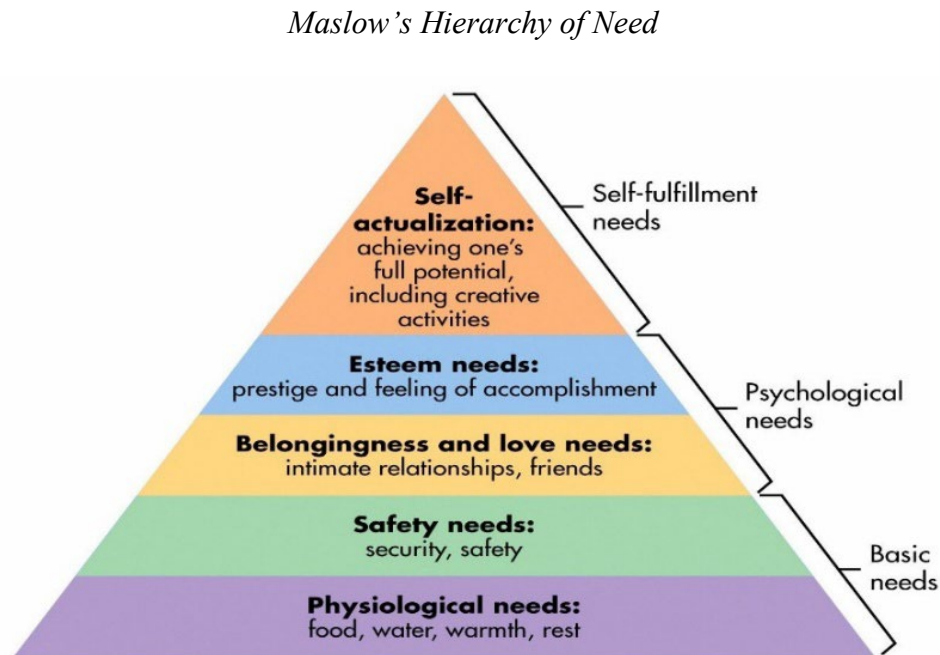 Maslow’s Hierarchy of Need
Self-
actualization:
achieving one’s
full potential,
including creative
activities
Self-fulfillment
needs
Esteem needs:
prestige and feeling of accomplishment
Psychological
needs
Belongingness and love needs:
intimate relationships, friends
Safety needs:
security, safety
Basic
needs
Physiological needs:
food, water, warmth, rest